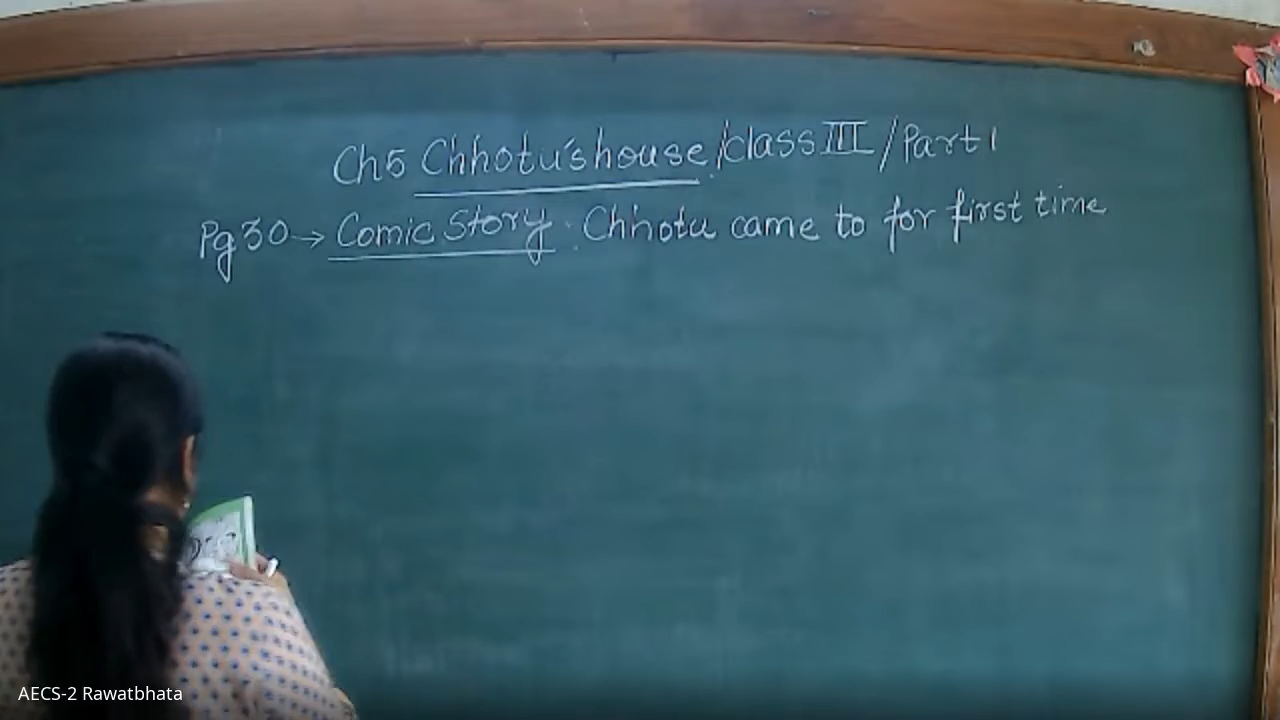 Ch5 Chhotu's house/class III/Part 1
Pg 30→ Comic Story. Chhotu came to for first time
AECS-2 Rawatbhata